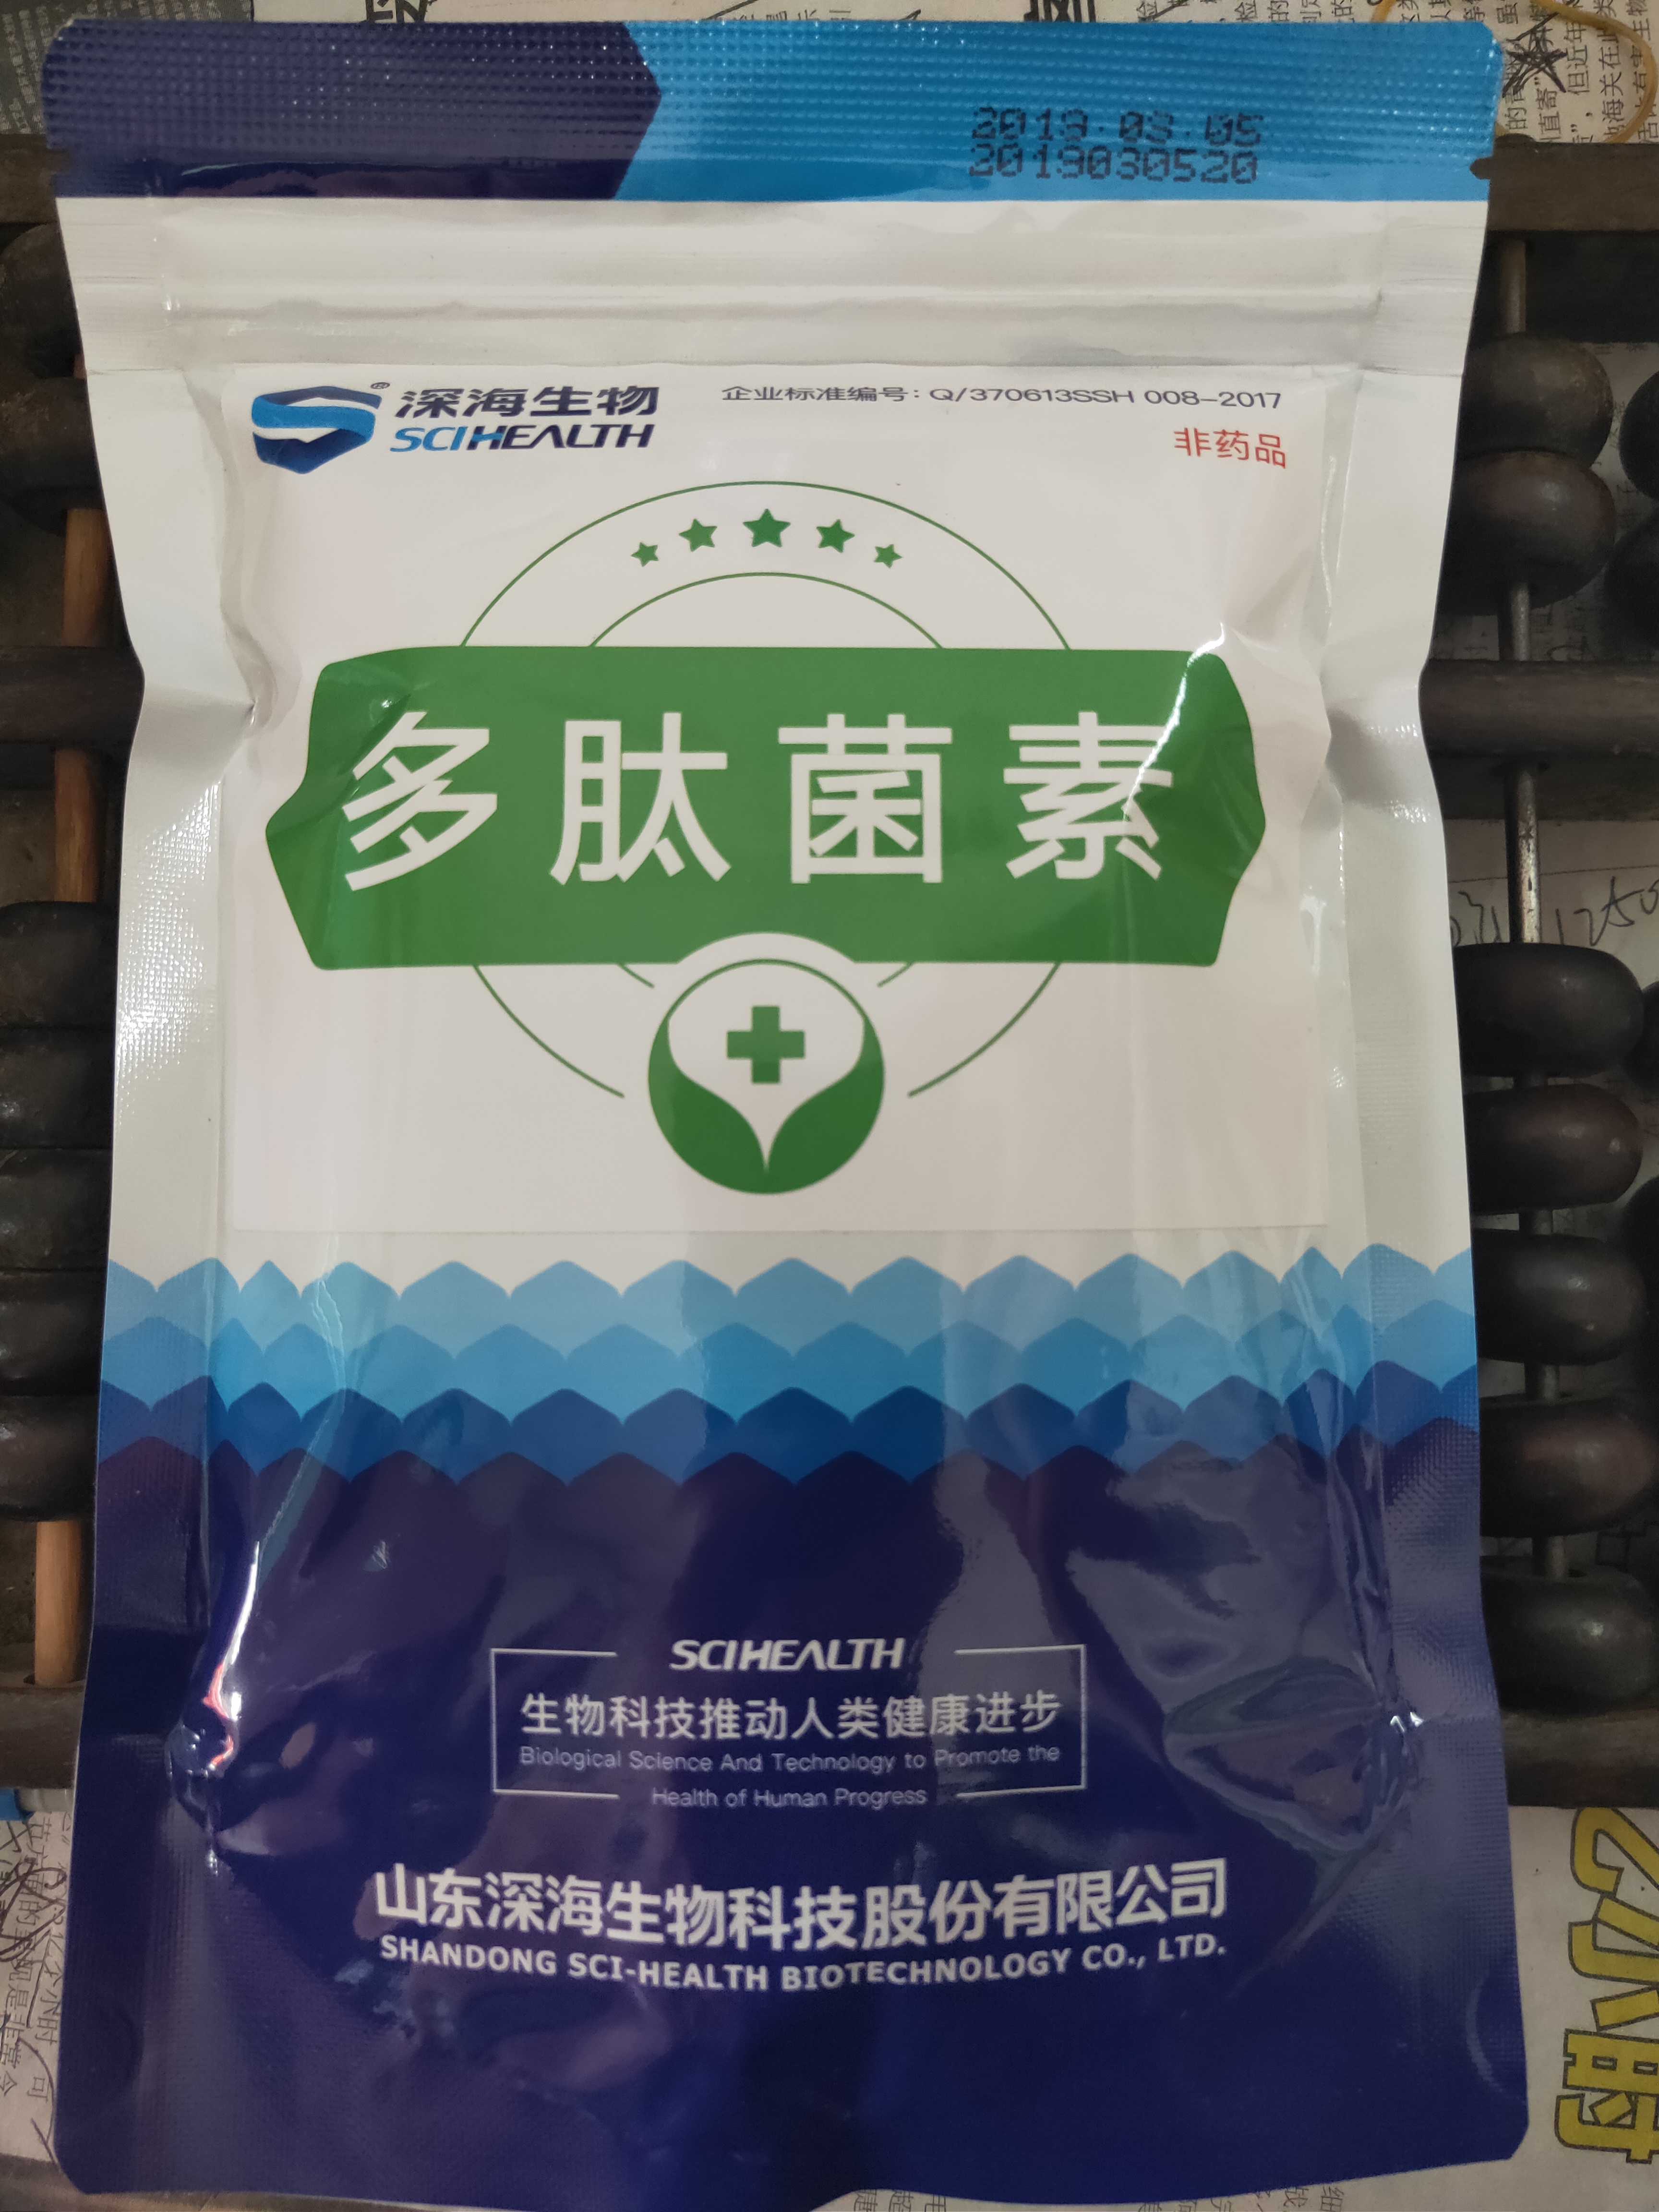 2019.03.05
2019030520
深海生物
SCIHEALTH
企业标准编号：Q/370613SSH 008-2017
非药品
多肽菌素
SCIHEALTH
生物科技推动人类健康进步
Biological Science And Technology to Promote the
Health of Human Progress
山东深海生物科技股份有限公司
SHANDONG SCI-HEALTH BIOTECHNOLOGY CO., LTD.
小时